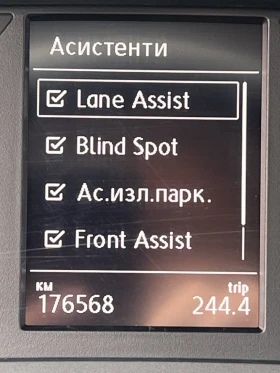 Асистенти
Lane Assist
Blind Spot
Ас.изл.парк.
Front Assist
км trip
176568 244.4